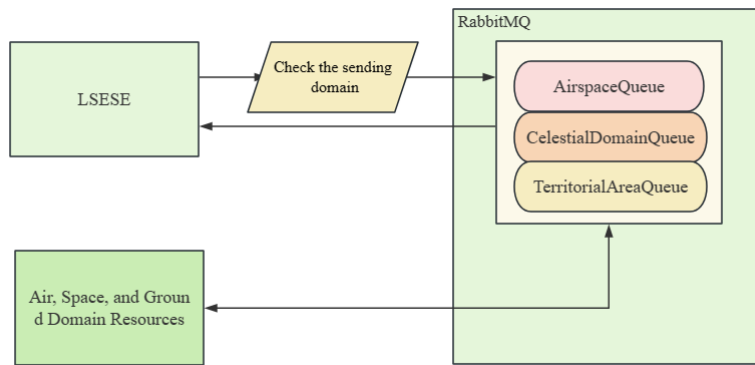 RabbitMQ
LSESE
Check the sending
domain
AirspaceQueue
CelestialDomainQueue
TerritorialAreaQueue
Air, Space, and Groun
d Domain Resources